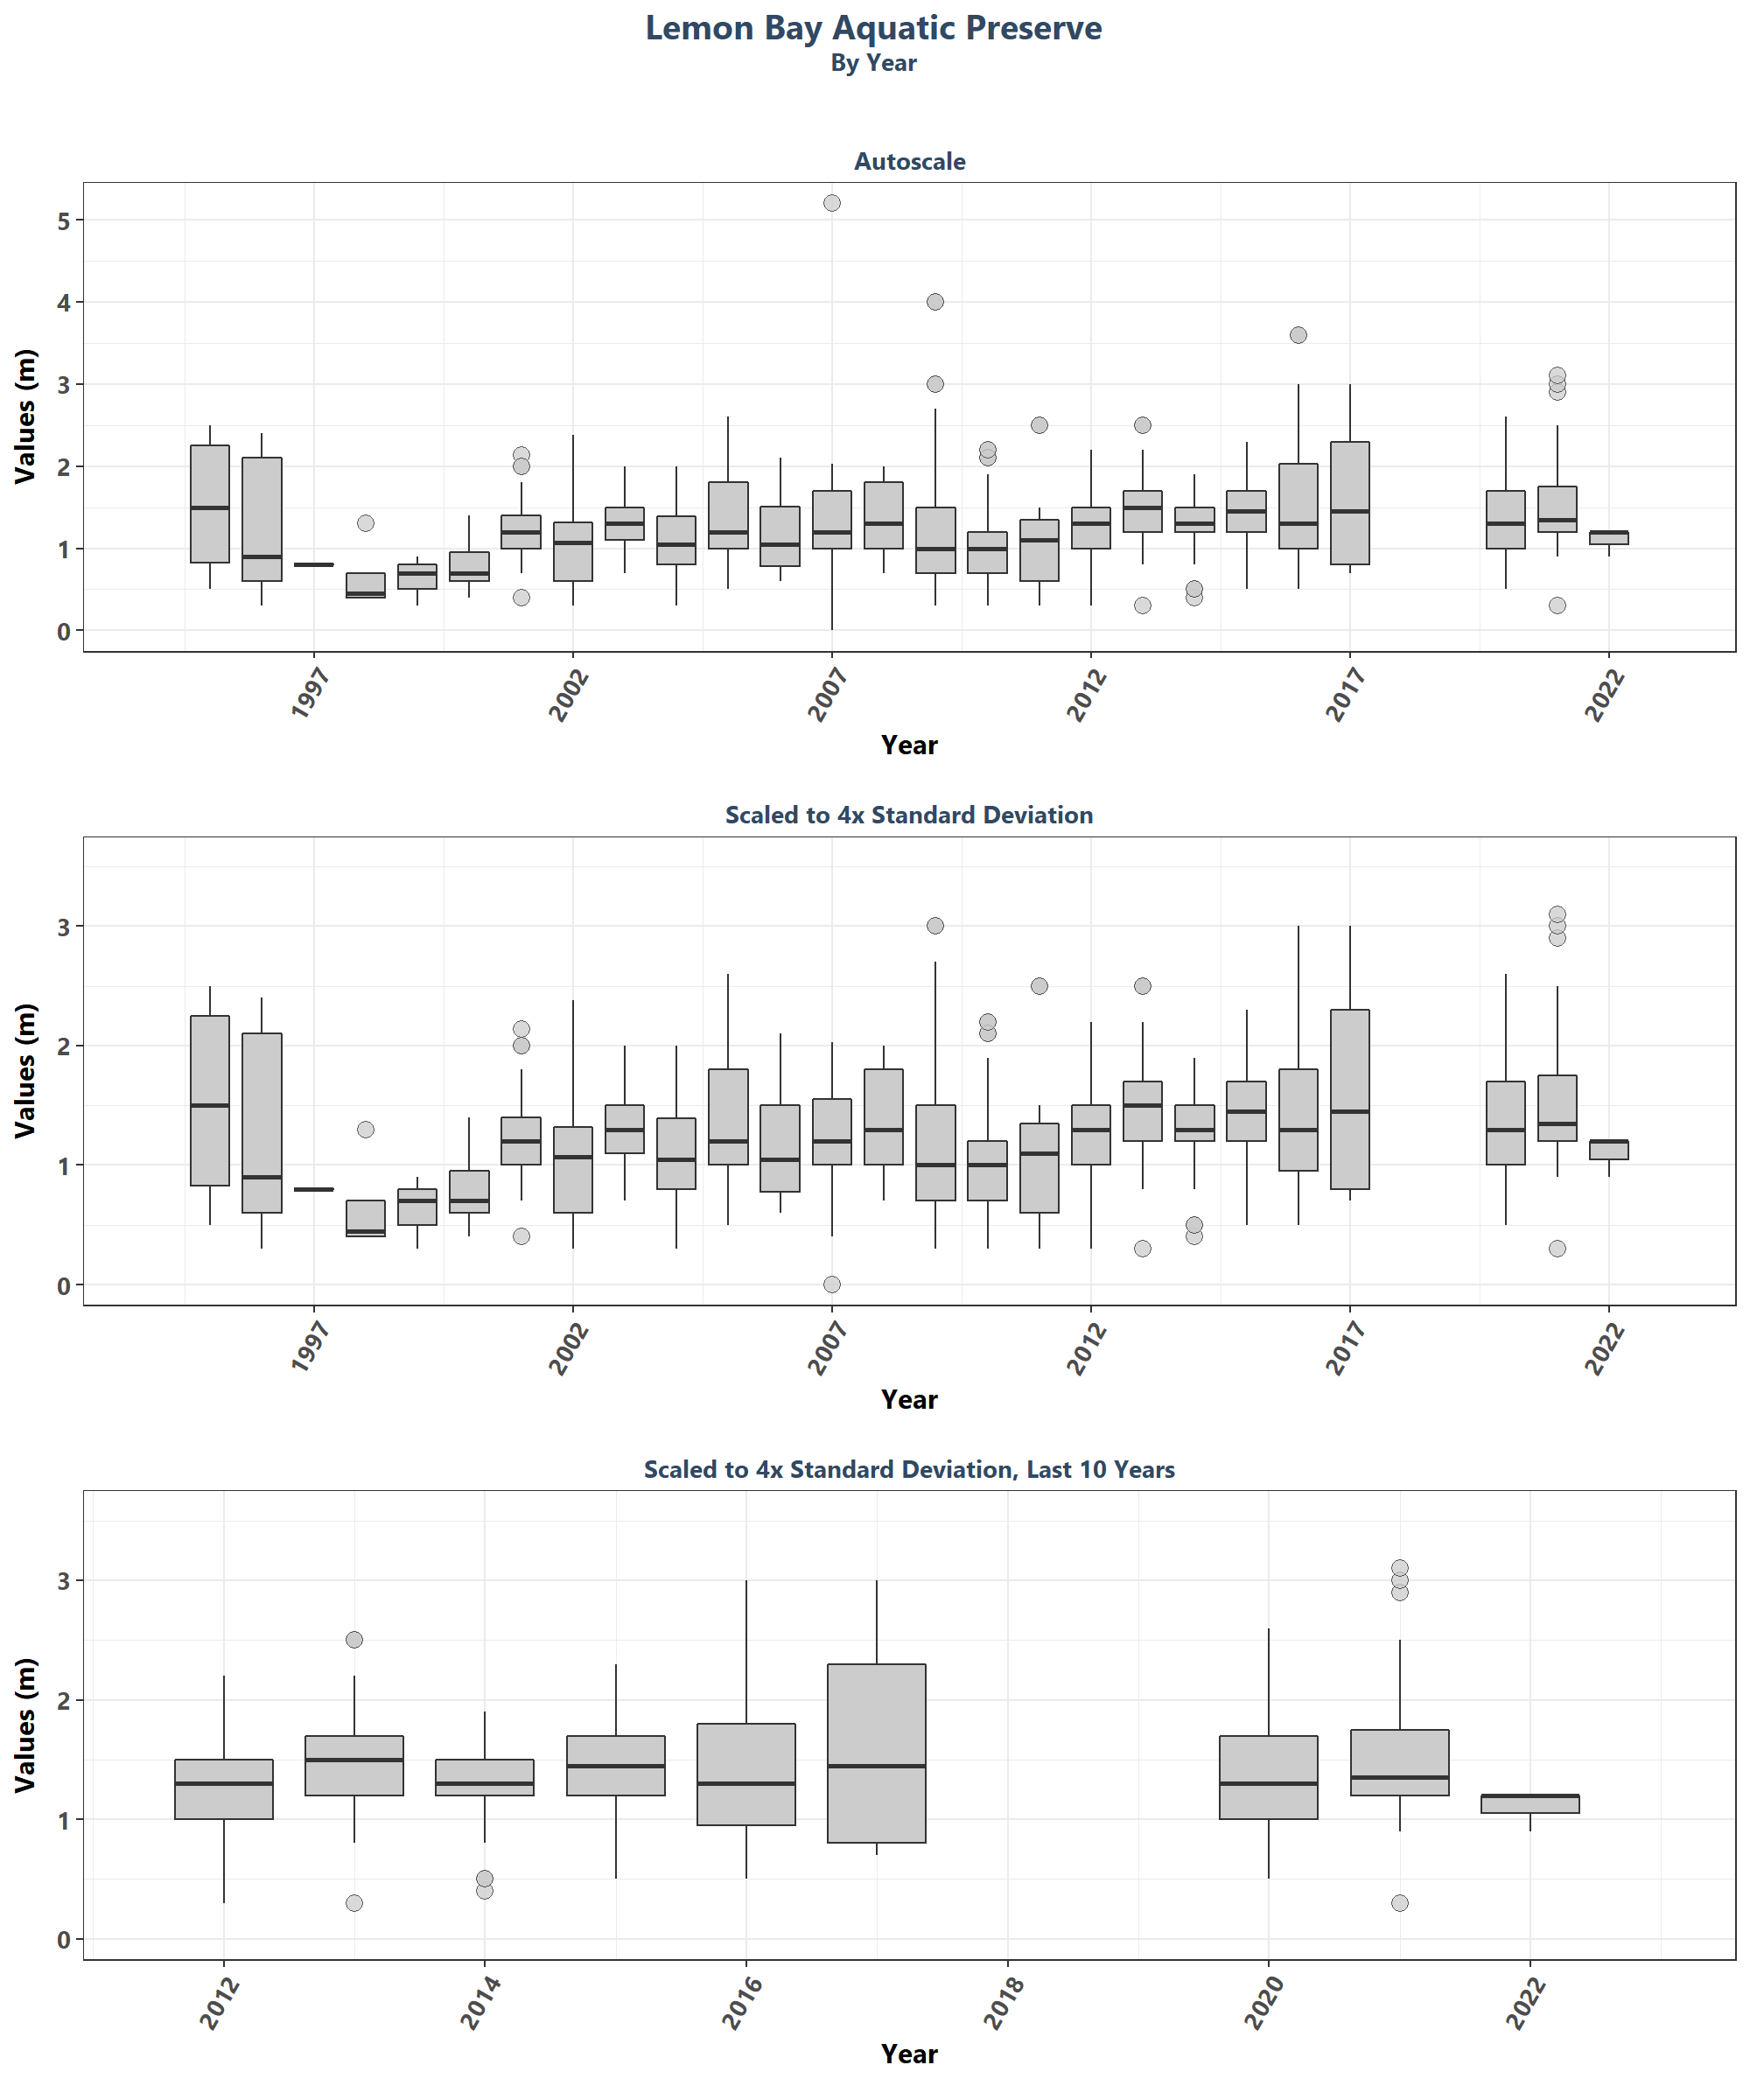 Lemon Bay Aquatic Preserve
By Year
Autoscale
Values (m)
5
4
3
2
1
0
1997 2002 2007 2012 2017 2022
Year
Scaled to 4x Standard Deviation
Values (m)
3
2
1
0
1997 2002 2007 2012 2017 2022
Year
Scaled to 4x Standard Deviation, Last 10 Years
Values (m)
3
2
1
0
2012 2014 2016 2018 2020 2022
Year